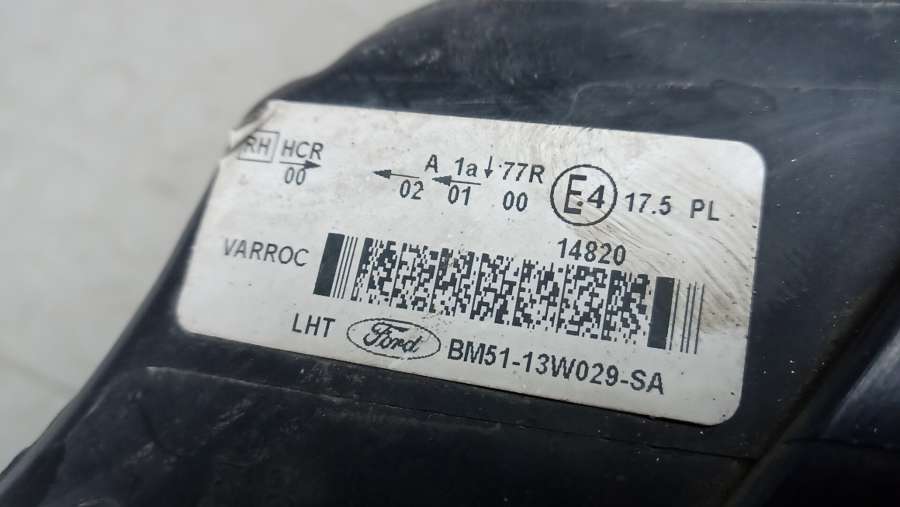 RH HCR
00
A 1a 77R
02 01 00
E4 17.5 PL
14820
VARROC
LHT Ford BM51-13W029-SA